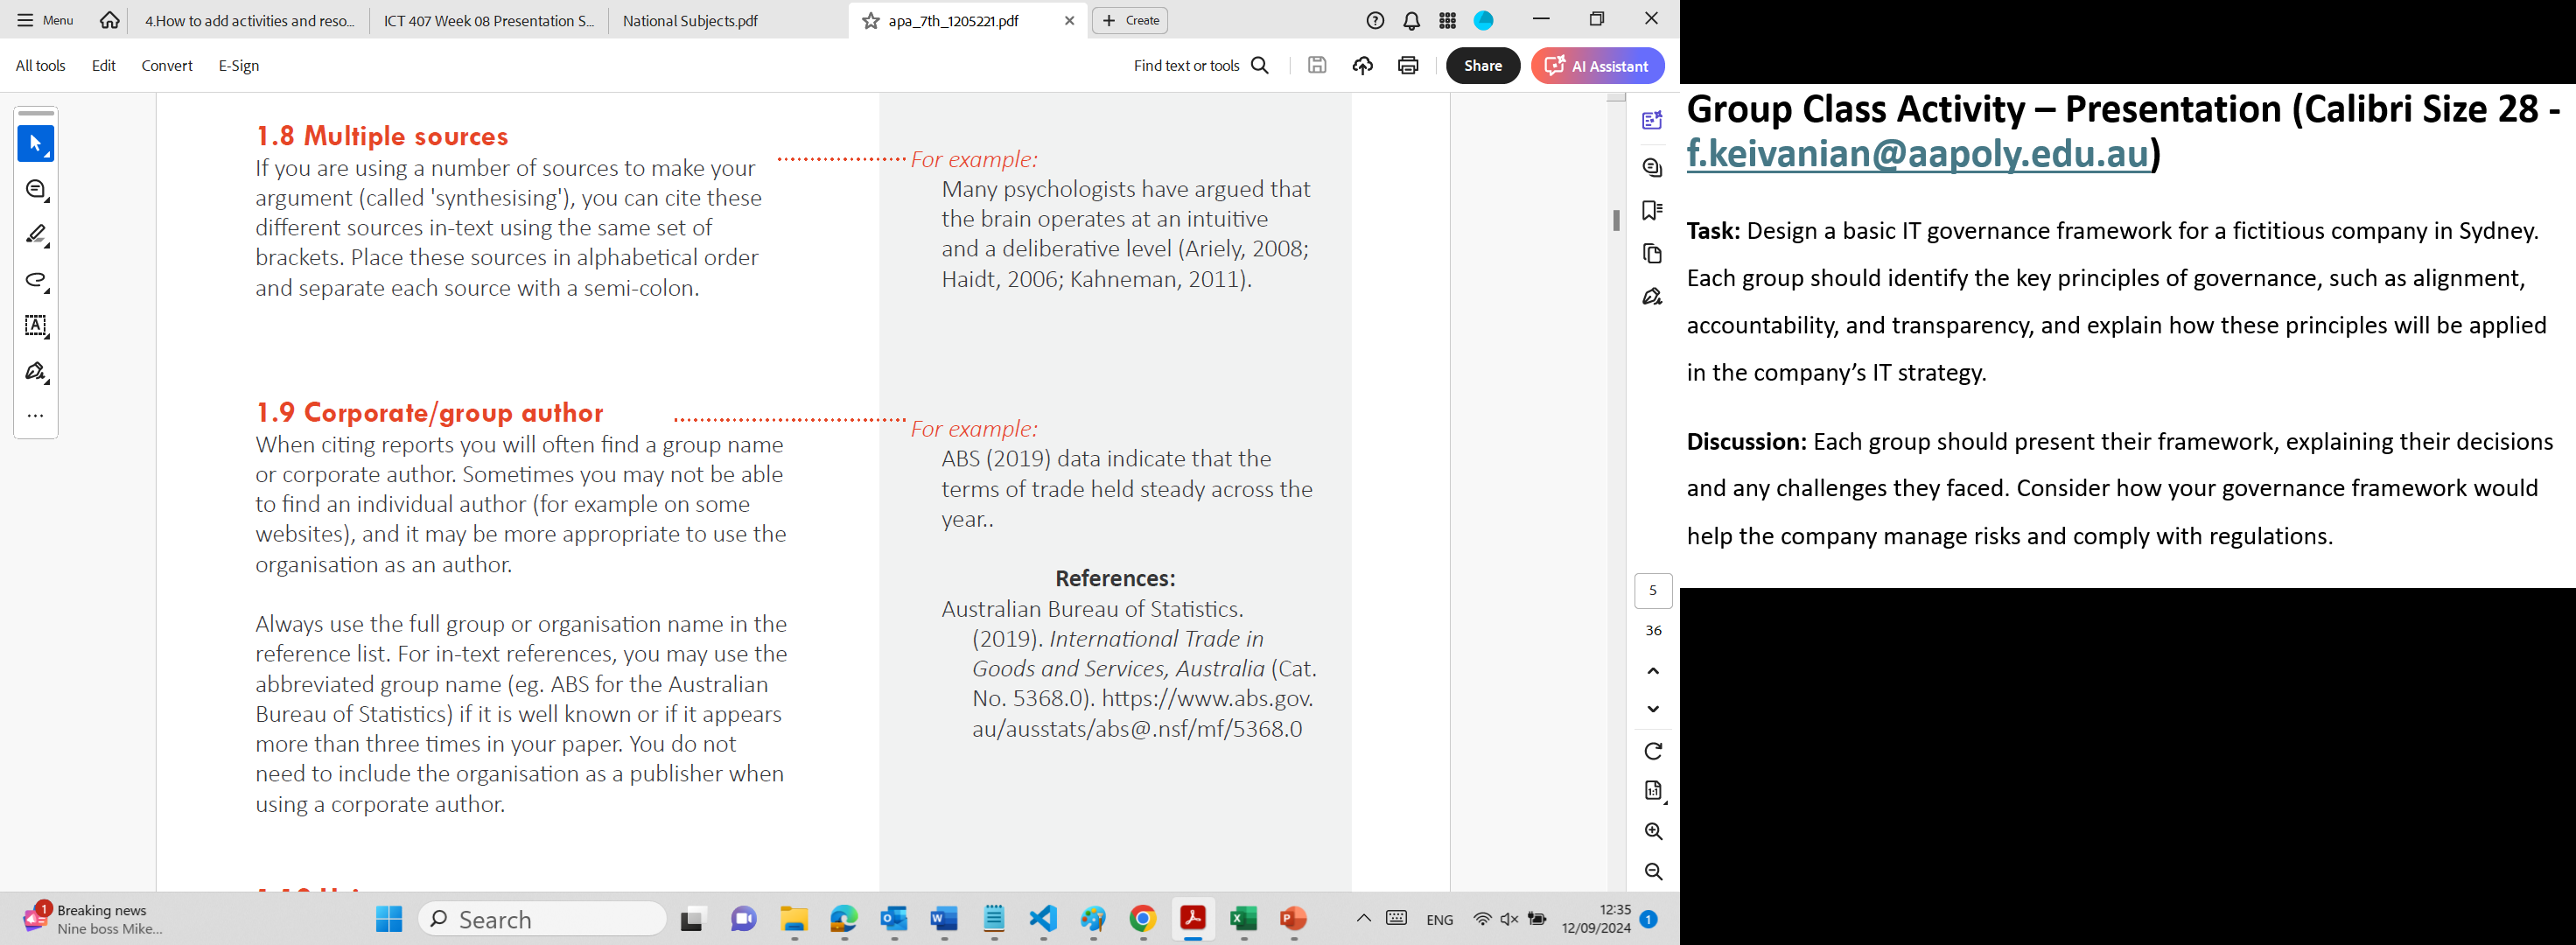 Menu
4.How to add activities and reso...
ICT 407 Week 08 Presentation S...
National Subjects.pdf
apa_7th_1205221.pdf
Create
All tools
Edit
Convert
E-Sign
Find text or tools
Share
AI Assistant
1.8 Multiple sources
If you are using a number of sources to make your
argument (called 'synthesising'), you can cite these
different sources in-text using the same set of
brackets. Place these sources in alphabetical order
and separate each source with a semi-colon.
For example:
Many psychologists have argued that
the brain operates at an intuitive
and a deliberative level (Ariely, 2008;
Haidt, 2006; Kahneman, 2011).
1.9 Corporate/group author
When citing reports you will often find a group name
or corporate author. Sometimes you may not be able
to find an individual author (for example on some
websites), and it may be more appropriate to use the
organisation as an author.
Always use the full group or organisation name in the
reference list. For in-text references, you may use the
abbreviated group name (eg. ABS for the Australian
Bureau of Statistics) if it is well known or if it appears
more than three times in your paper. You do not
need to include the organisation as a publisher when
using a corporate author.
For example:
ABS (2019) data indicate that the
terms of trade held steady across the
year..
References:
Australian Bureau of Statistics.
(2019). International Trade in
Goods and Services, Australia (Cat.
No. 5368.0). https://www.abs.gov.
au/ausstats/abs@.nsf/mf/5368.0
5
36
1
Breaking news
Nine boss Mike...
Search
ENG
12:35
12/09/2024
1
Group Class Activity – Presentation (Calibri Size 28 -
f.keivanian@aapoly.edu.au)
Task: Design a basic IT governance framework for a fictitious company in Sydney.
Each group should identify the key principles of governance, such as alignment,
accountability, and transparency, and explain how these principles will be applied
in the company's IT strategy.
Discussion: Each group should present their framework, explaining their decisions
and any challenges they faced. Consider how your governance framework would
help the company manage risks and comply with regulations.